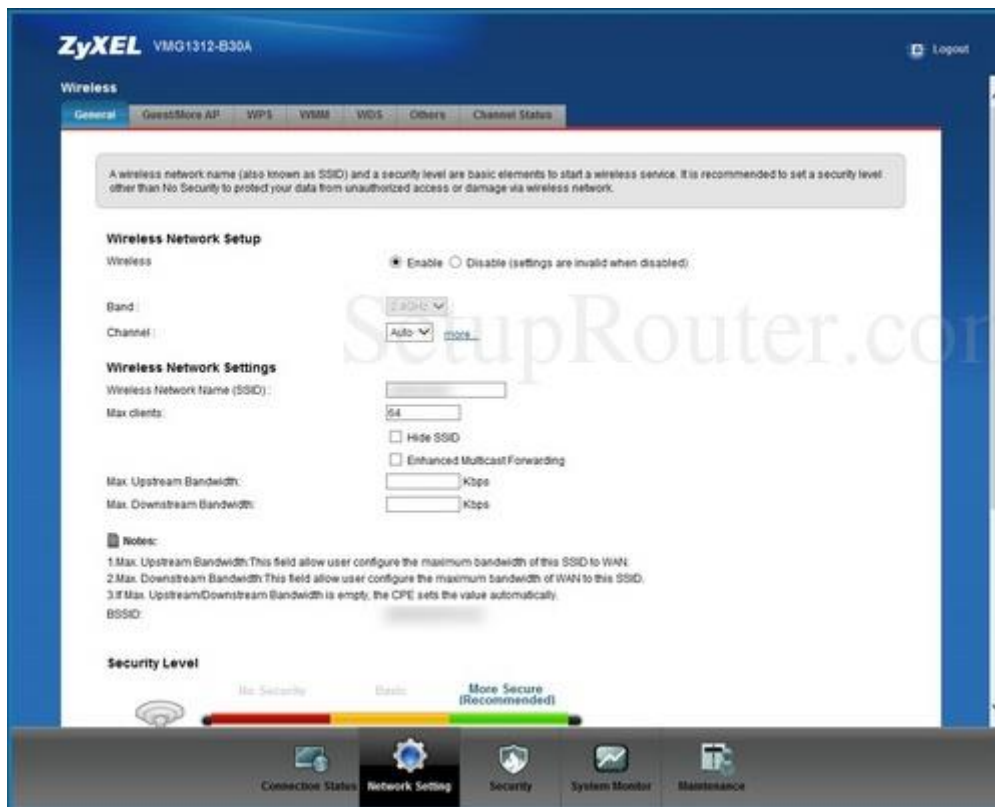 ZyXEL VMG1312-B30A
Logout
Wireless
General Guest/More AP WPS WMM WDS Others Channel Status
A wireless network name (also known as SSID) and a security level are basic elements to start a wireless service. It is recommended to set a security level
other than No Security to protect your data from unauthorized access or damage via wireless network.
Wireless Network Setup
Wireless Enable Disable (settings are invalid when disabled)
Band : 2.4GHz
Channel : Auto more...
SetupRouter.com
Wireless Network Settings
Wireless Network Name (SSID) :
Max clients: 64
Hide SSID
Enhanced Multicast Forwarding
Max. Upstream Bandwidth: Kbps
Max. Downstream Bandwidth: Kbps
Notes:
1.Max. Upstream Bandwidth:This field allow user configure the maximum bandwidth of this SSID to WAN.
2.Max. Downstream Bandwidth:This field allow user configure the maximum bandwidth of WAN to this SSID.
3.If Max. Upstream/Downstream Bandwidth is empty, the CPE sets the value automatically.
BSSID:
Security Level
No Security Basic More Secure
(Recommended)
Connection Status Network Setting Security System Monitor Maintenance